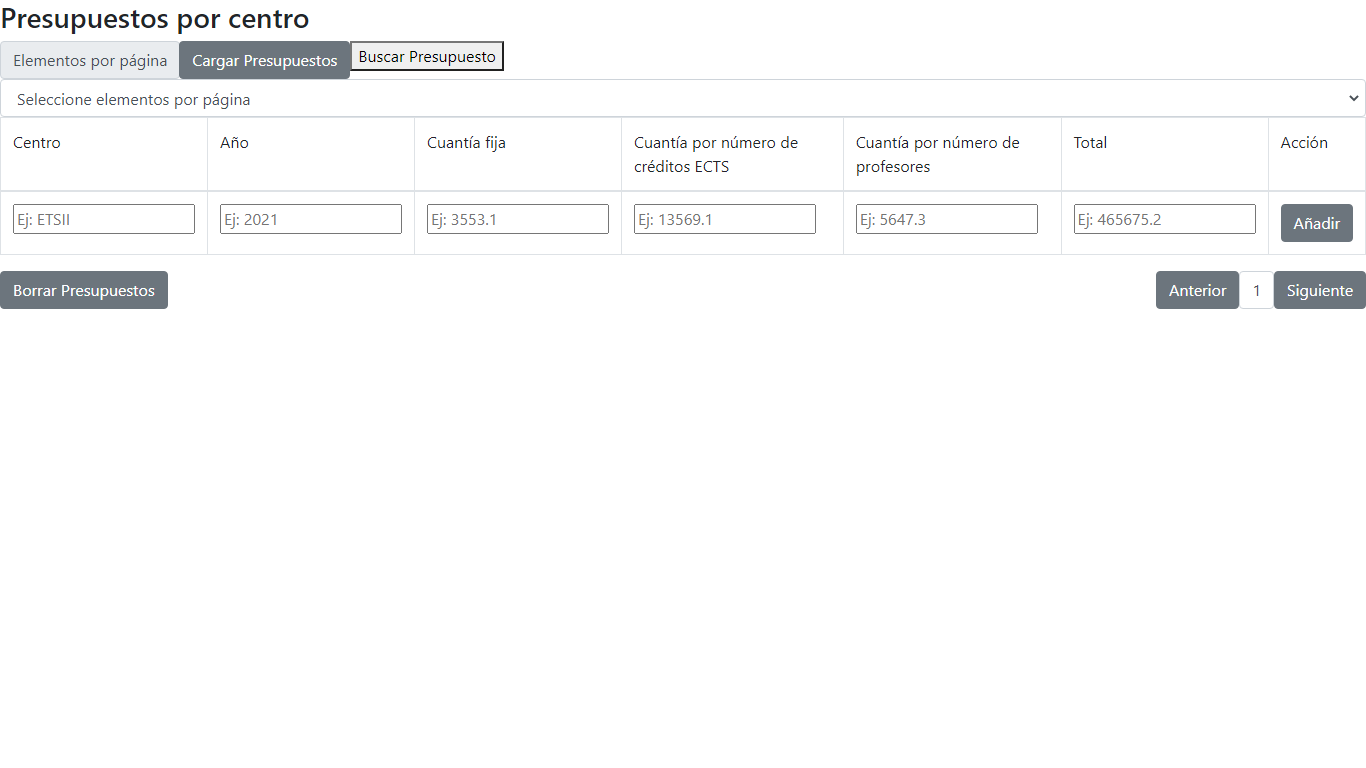 Presupuestos por centro
Elementos por página Cargar Presupuestos Buscar Presupuesto
Seleccione elementos por página
Centro Año Cuantía fija Cuantía por número de créditos ECTS Cuantía por número de profesores Total Acción
Ej: ETSII Ej: 2021 Ej: 3553.1 Ej: 13569.1 Ej: 5647.3 Ej: 465675.2 Añadir
Borrar Presupuestos Anterior 1 Siguiente